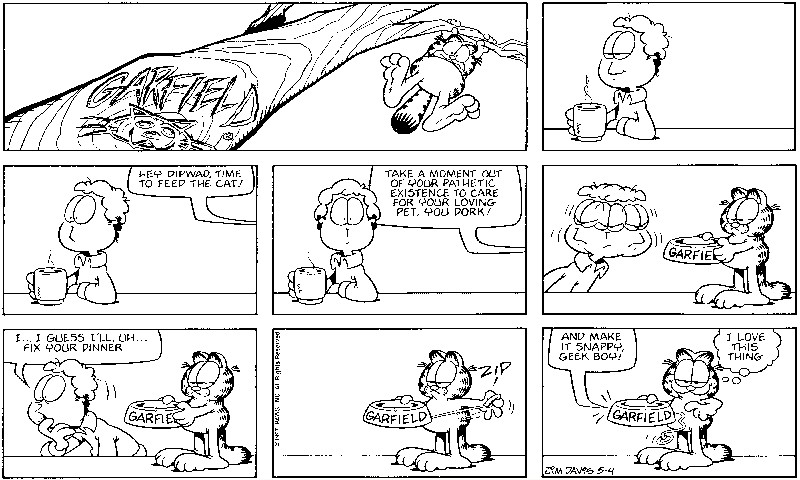 GARFIELD
HEY DIPWAD, TIME
TO FEED THE CAT!
TAKE A MOMENT OUT
OF YOUR PATHETIC
EXISTENCE TO CARE
FOR YOUR LOVING
PET, YOU DORK!
GARFIE
I... I GUESS I'LL, UH...
FIX YOUR DINNER
GARFIE
ZIP!
GARFIELD
AND MAKE
IT SNAPPY,
GEEK BOY!
I LOVE
THIS
THING
GARFIELD
JIM DAVIS 5-4